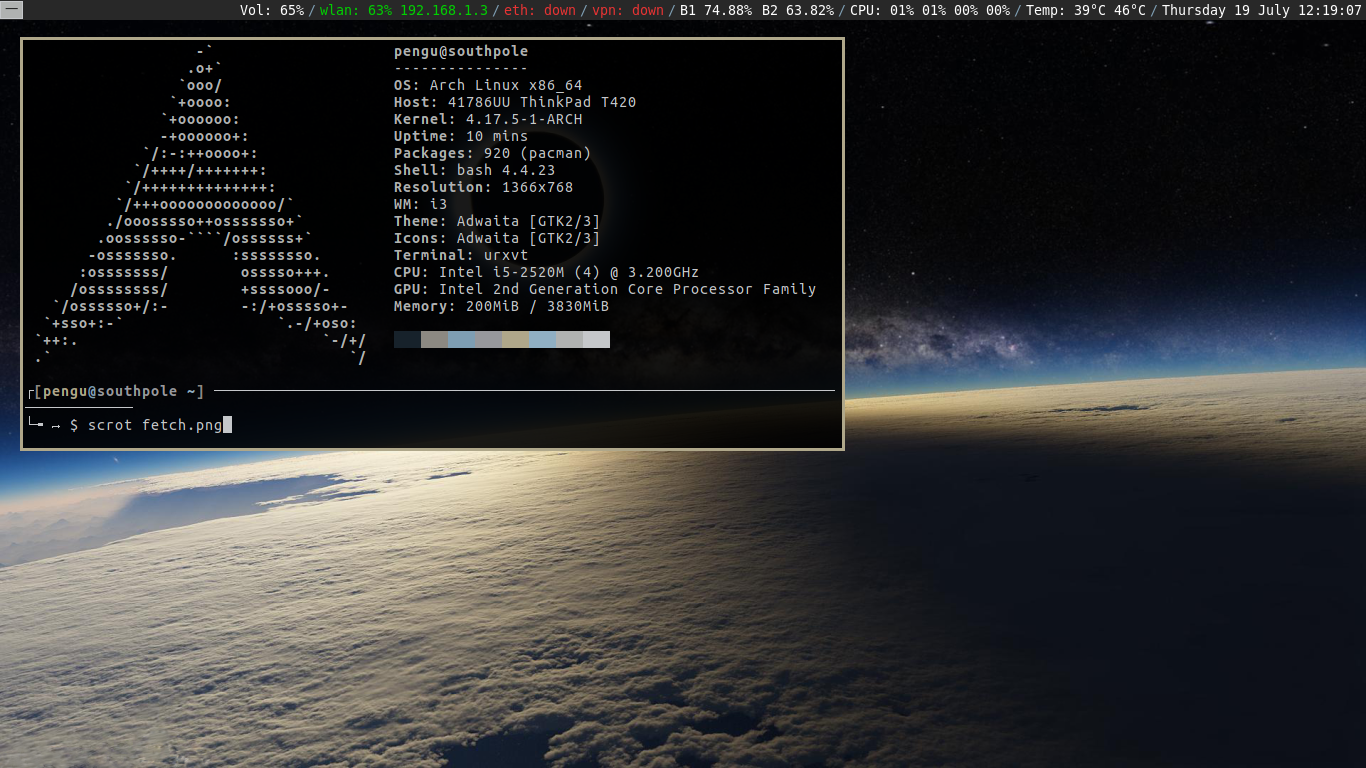 一
Vol: 65% / wlan: 63% 192.168.1.3 / eth: down / vpn: down / B1 74.88% B2 63.82% / CPU: 01% 01% 00% 00% / Temp: 39°C 46°C / Thursday 19 July 12:19:07
                   -`
                  .o+`
                 `ooo/
                `+oooo:
               `+oooooo:
               -+oooooo+:
             `/:-:++oooo+:
            `/++++/+++++++:
           `/++++++++++++++:
          `/+++ooooooooooooo/`
         ./ooosssso++osssssso+`
        .oossssso-````/ossssss+`
       -osssssso.      :ssssssso.
      :osssssss/        osssso+++.
     /ossssssss/        +ssssooo/-
   `/ossssso+/:-        -:/+osssso+-
  `+sso+:-`                 `.-/+oso:
 `++:.                           `-/+/
 .`                                 `/
pengu@southpole
---------------
OS: Arch Linux x86_64
Host: 41786UU ThinkPad T420
Kernel: 4.17.5-1-ARCH
Uptime: 10 mins
Packages: 920 (pacman)
Shell: bash 4.4.23
Resolution: 1366x768
WM: i3
Theme: Adwaita [GTK2/3]
Icons: Adwaita [GTK2/3]
Terminal: urxvt
CPU: Intel i5-2520M (4) @ 3.200GHz
GPU: Intel 2nd Generation Core Processor Family
Memory: 200MiB / 3830MiB
┌[pengu@southpole ~]
└╼ → $ scrot fetch.png